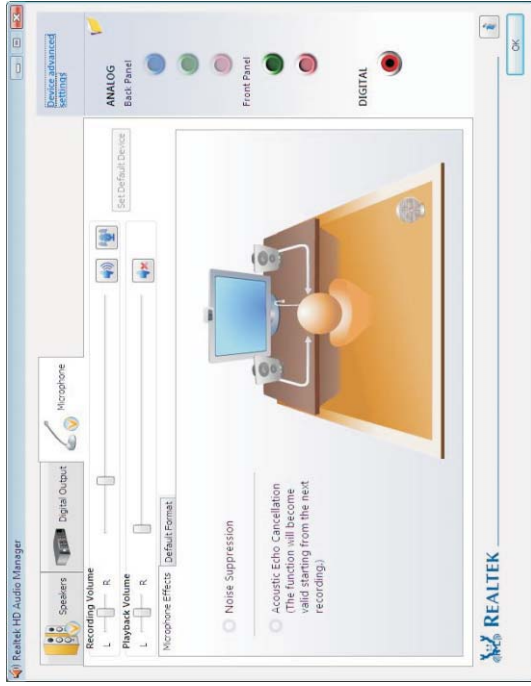 Realtek HD Audio Manager
Speakers
Digital Output
Microphone
Device advanced
settings
Recording Volume
L R
Set Default Device
Playback Volume
L R
Microphone Effects
Default Format
Noise Suppression
Acoustic Echo Cancellation
(The function will become
valid starting from the next
recording.)
ANALOG
Back Panel
Front Panel
DIGITAL
REALTEK
i
OK